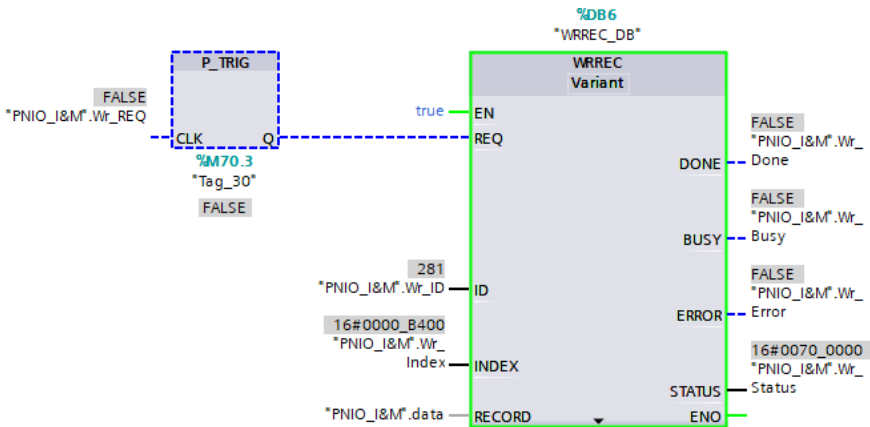 %DB6
"WRREC_DB"
P_TRIG
WRREC
Variant
FALSE
"PNIO_I&M".Wr_REQ
true
EN
CLK
Q
REQ
%M70.3
"Tag_30"
FALSE
FALSE
"PNIO_I&M".Wr_
DONE
Done
FALSE
"PNIO_I&M".Wr_
BUSY
Busy
281
"PNIO_I&M".Wr_ID
ID
FALSE
"PNIO_I&M".Wr_
ERROR
Error
16#0000_B400
"PNIO_I&M".Wr_
Index
INDEX
16#0070_0000
"PNIO_I&M".Wr_
STATUS
Status
"PNIO_I&M".data
RECORD
ENO